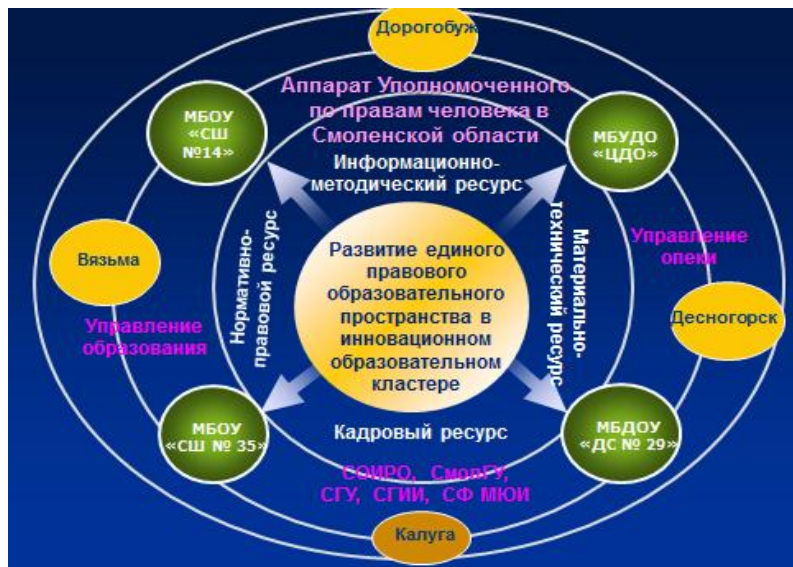 Дорогобуж
Аппарат Уполномоченного
по правам человека в
Смоленской области
МБОУ
«СШ
№14»
МБУДО
«ЦДО»
Информационно-
методический ресурс
Нормативно-
правовой ресурс
Материально-
технический ресурс
Вязьма
Управление
опеки
Развитие единого
правового
образовательного
пространства в
инновационном
образовательном
кластере
Десногорск
Управление
образования
МБОУ
«СШ № 35»
МБДОУ
«ДС № 29»
Кадровый ресурс
СОИРО, СмолГУ,
СГУ, СГИИ, СФ МЮИ
Калуга